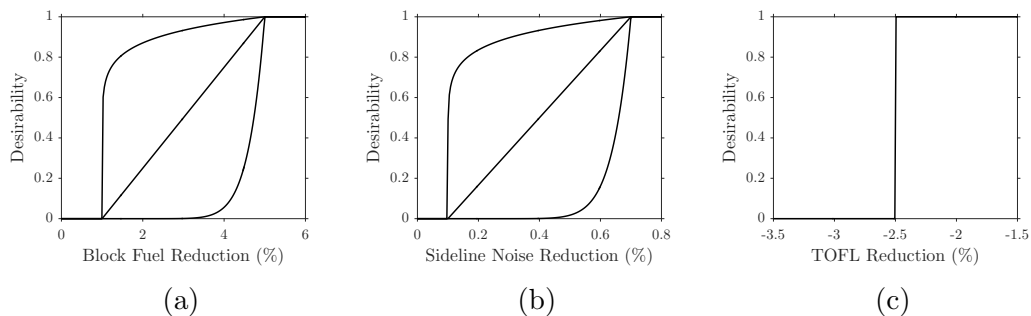 1
0.8
0.6
0.4
0.2
0
Desirability
0 2 4 6
Block Fuel Reduction (%)
(a)
1
0.8
0.6
0.4
0.2
0
Desirability
0 0.2 0.4 0.6 0.8
Sideline Noise Reduction (%)
(b)
1
0.8
0.6
0.4
0.2
0
Desirability
-3.5 -3 -2.5 -2 -1.5
TOFL Reduction (%)
(c)